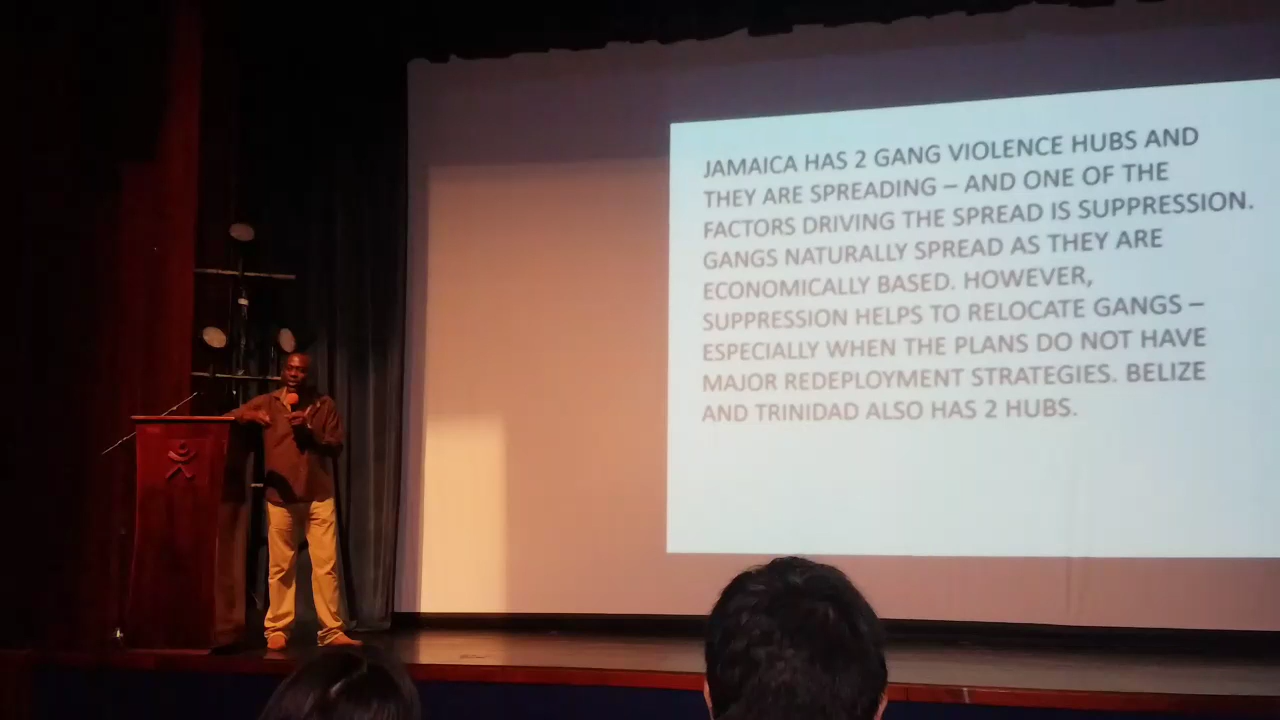 JAMAICA HAS 2 GANG VIOLENCE HUBS AND
THEY ARE SPREADING – AND ONE OF THE
FACTORS DRIVING THE SPREAD IS SUPPRESSION.
GANGS NATURALLY SPREAD AS THEY ARE
ECONOMICALLY BASED. HOWEVER,
SUPPRESSION HELPS TO RELOCATE GANGS –
ESPECIALLY WHEN THE PLANS DO NOT HAVE
MAJOR REDEPLOYMENT STRATEGIES. BELIZE
AND TRINIDAD ALSO HAS 2 HUBS.